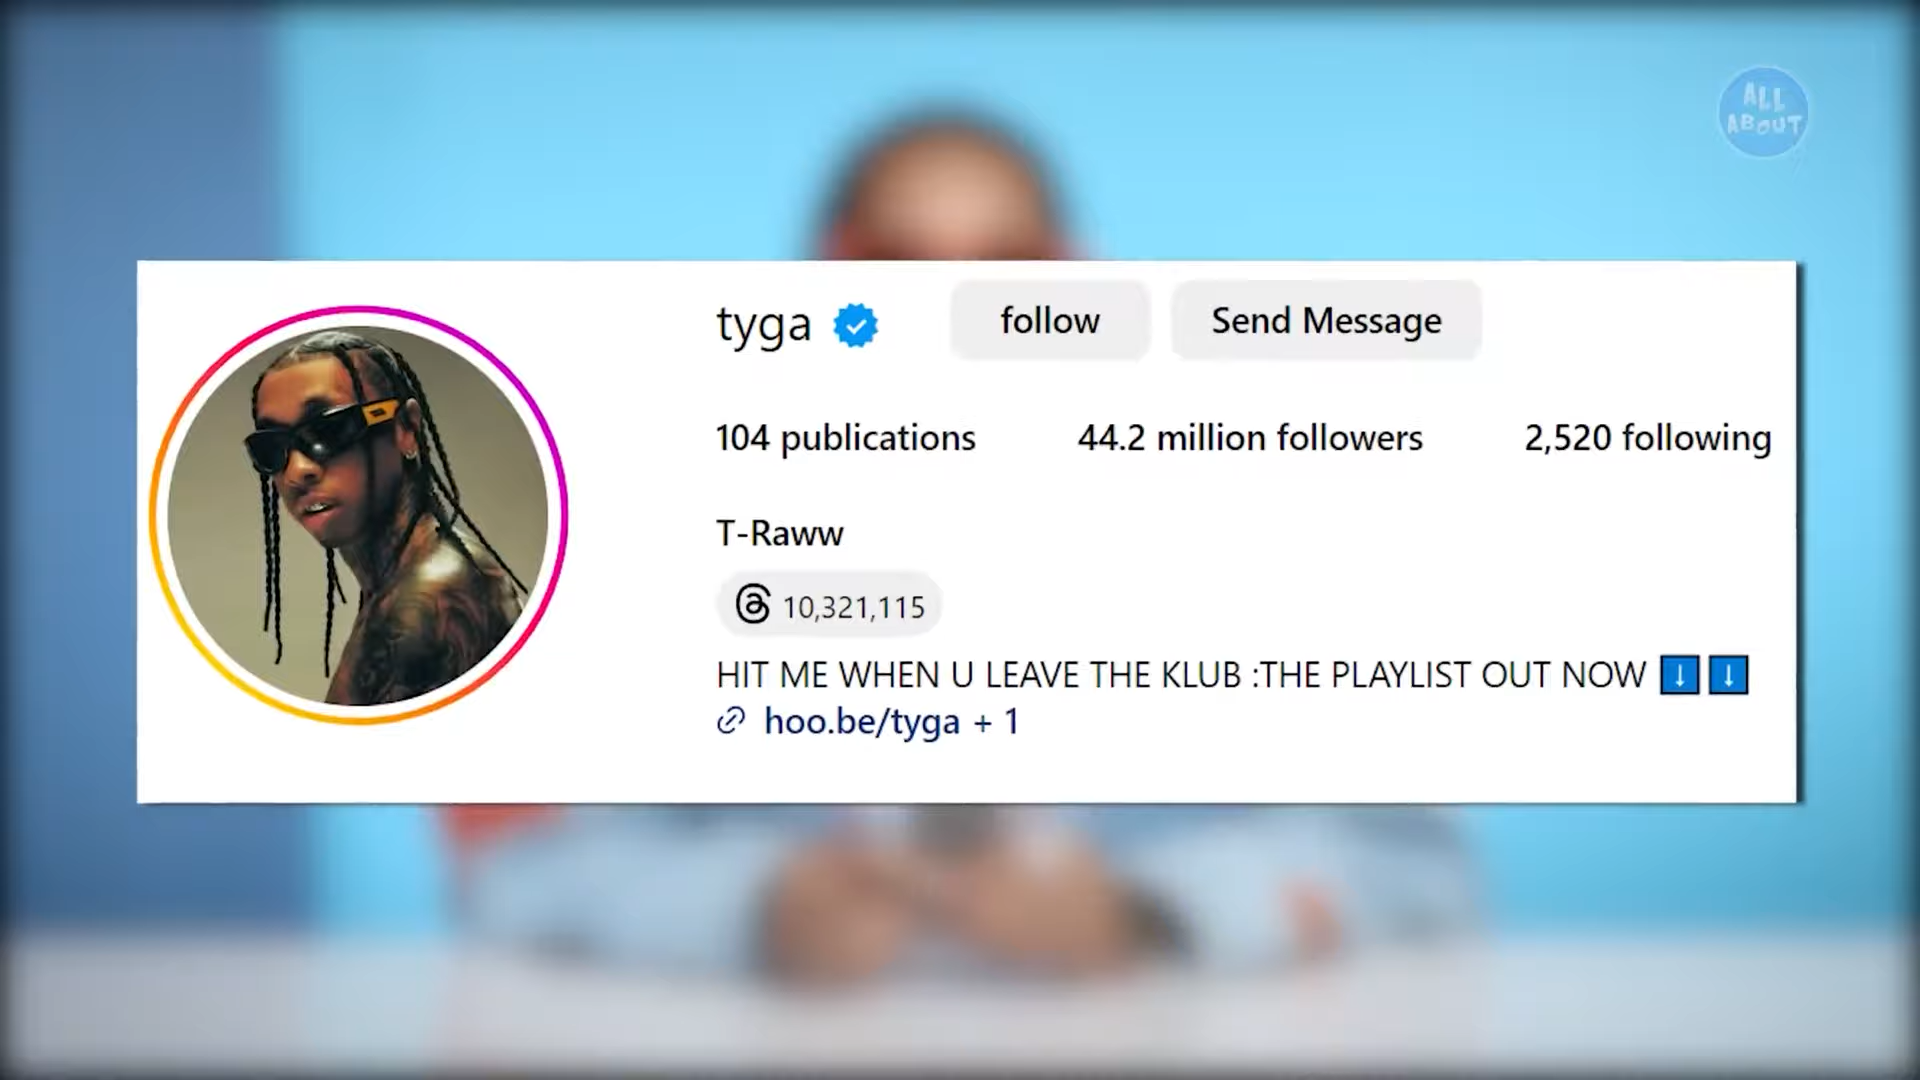 ALL
ABOUT
tyga
follow
Send Message
104 publications
44.2 million followers
2,520 following
T-Raww
10,321,115
HIT ME WHEN U LEAVE THE KLUB :THE PLAYLIST OUT NOW ⬇️ ⬇️
hoo.be/tyga + 1